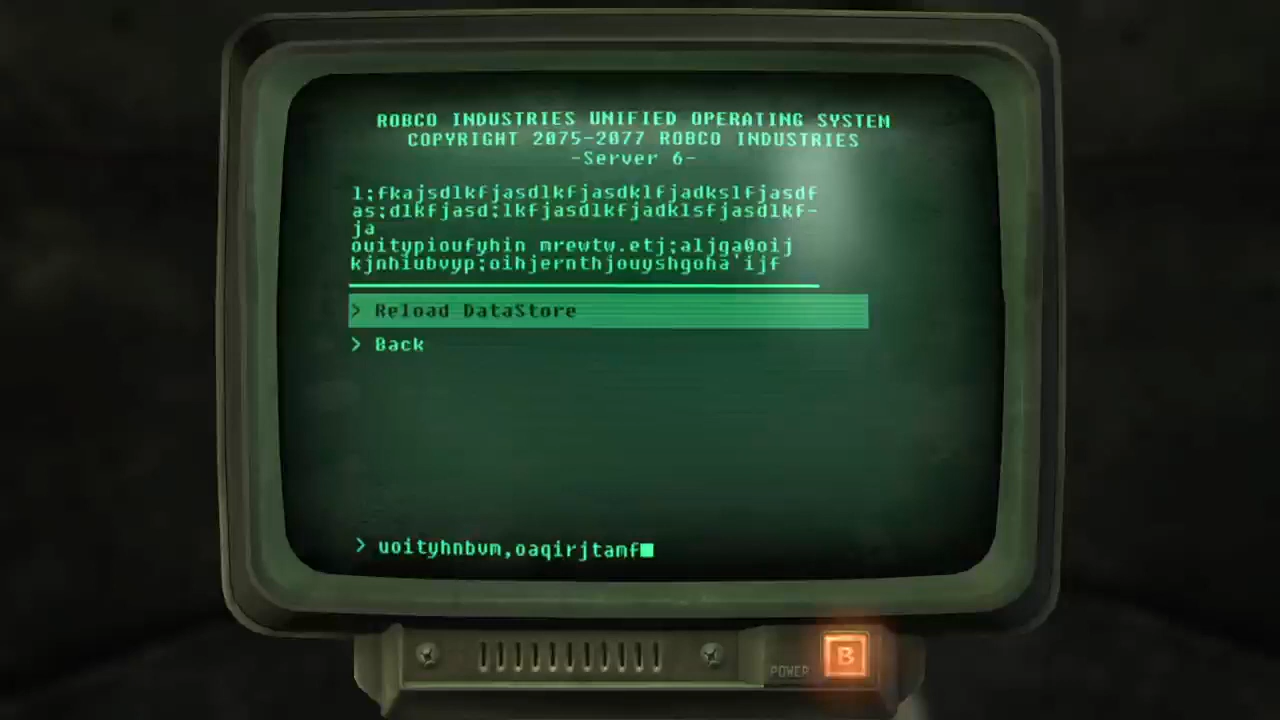 ROBCO INDUSTRIES UNIFIED OPERATING SYSTEM
COPYRIGHT 2075-2077 ROBCO INDUSTRIES
-Server 6-
l;fkajsdlkfjasdlkfjasdklfjadkslfjasdf
as;dlkfjasd;lkfjasdlkfjadklsfjasdlkf-
ja
ouitypioufyhin mrewtw.etj;aljga0oij
kjnhiubvyp;oihjernthjouyshgoha'ijf
> Reload DataStore
> Back
> uoityhnbvm,oaqirjtamf
POWER
B